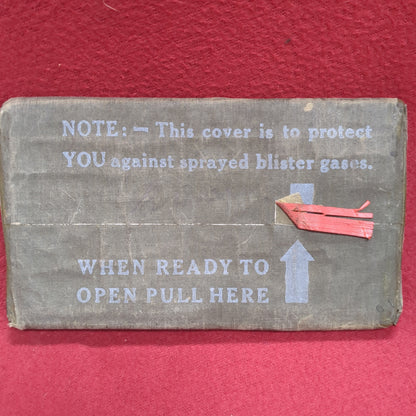 NOTE: — This cover is to protect
YOU against sprayed blister gases.
WHEN READY TO
OPEN PULL HERE